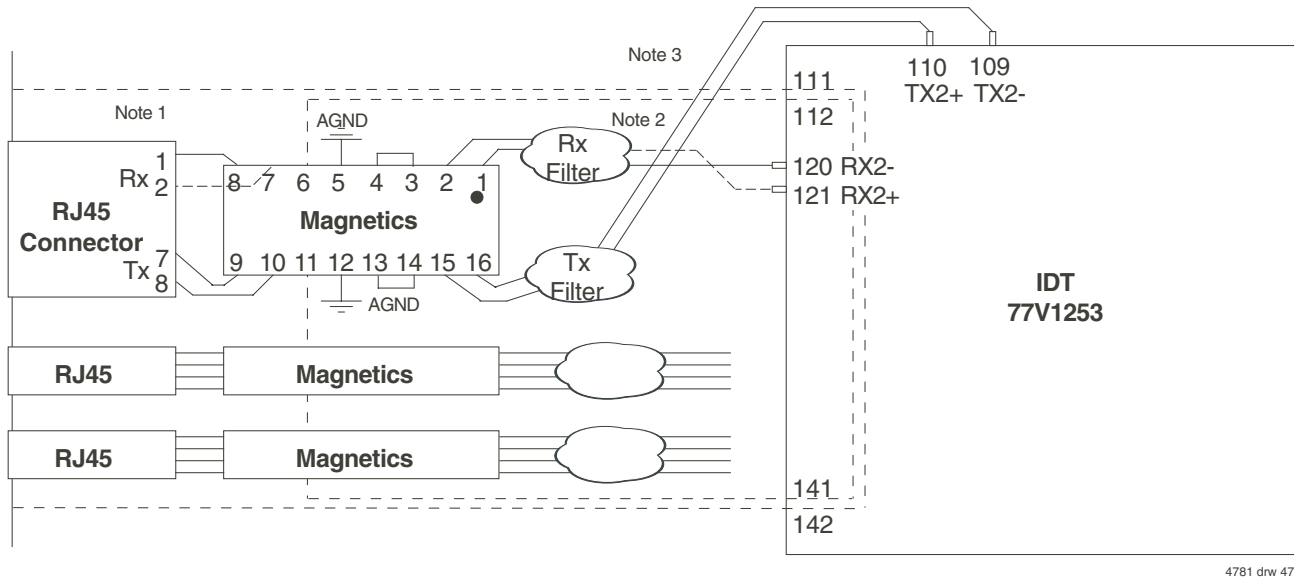 Note 3
110 109
TX2+ TX2-
111
112
Note 1
AGND
Note 2
Rx
Filter
1
Rx 2
8 7 6 5 4 3 2 1
120 RX2-
121 RX2+
RJ45
Connector
Magnetics
7
Tx 8
9 10 11 12 13 14 15 16
AGND
Tx
Filter
IDT
77V1253
RJ45
Magnetics
RJ45
Magnetics
141
142
4781 drw 47